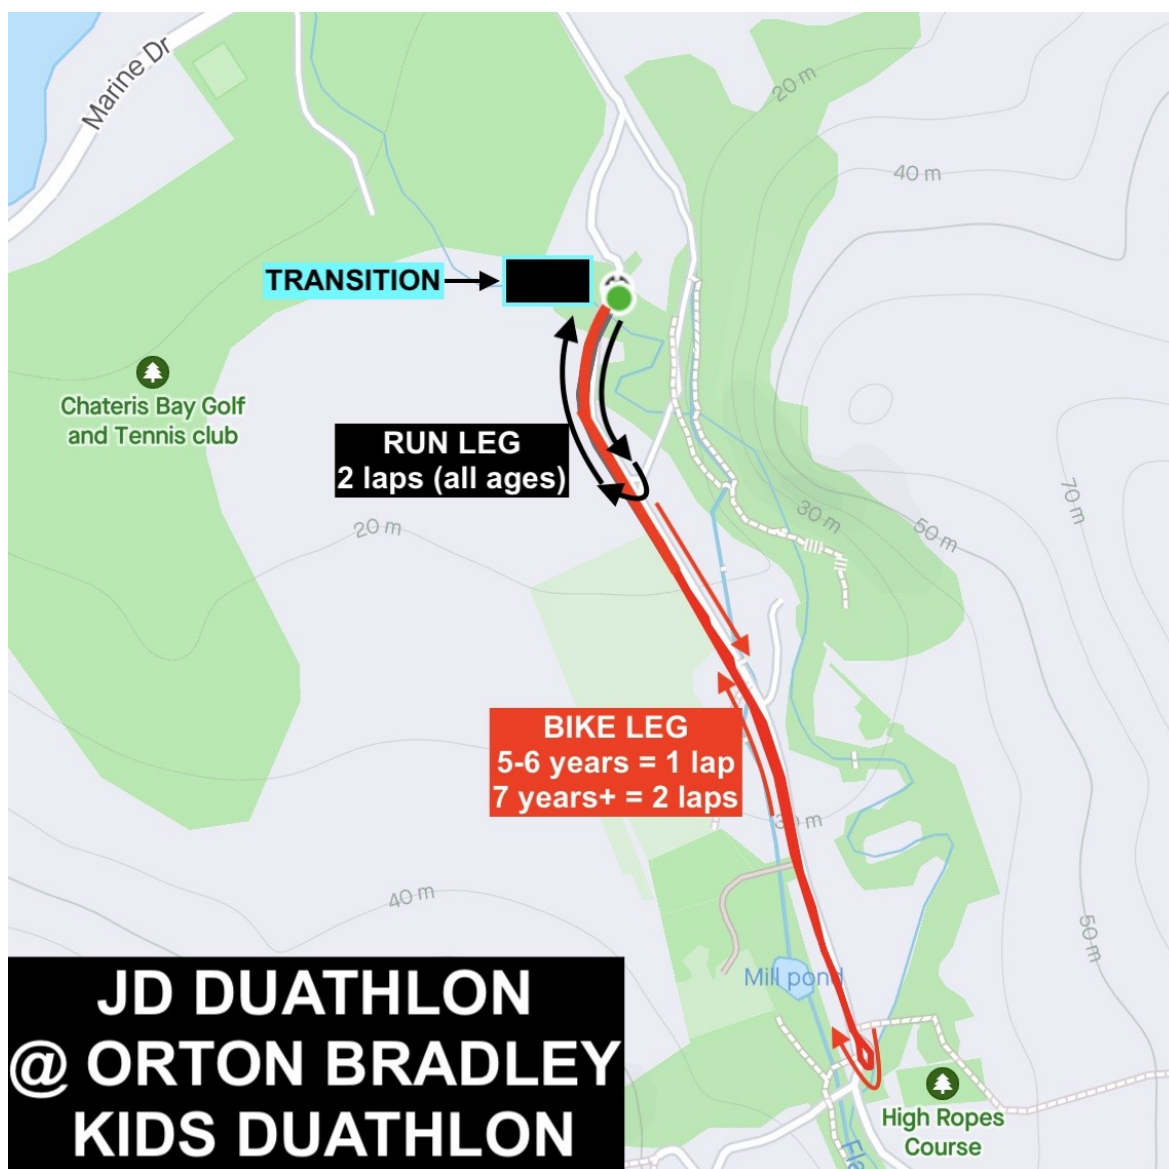 Marine Dr
20 m
40 m
TRANSITION
Chateris Bay Golf
and Tennis club
RUN LEG
2 laps (all ages)
70 m
30 m
50 m
20 m
BIKE LEG
5-6 years = 1 lap
7 years+ = 2 laps
40 m
50 m
Mill pond
JD DUATHLON
@ ORTON BRADLEY
KIDS DUATHLON
High Ropes
Course